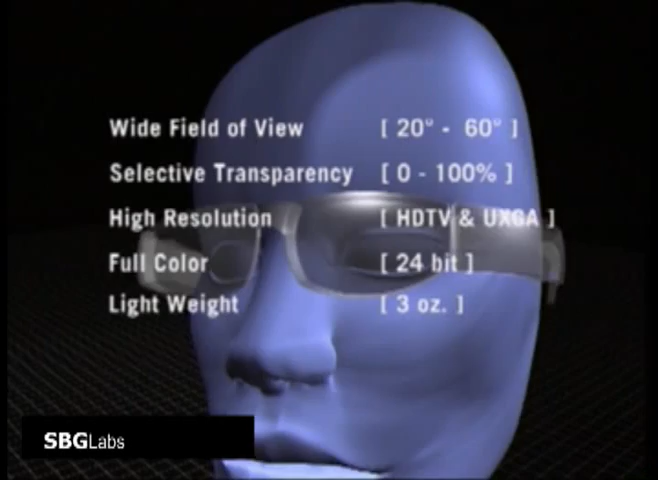 Wide Field of View [ 20° - 60° ]
Selective Transparency [ 0 - 100% ]
High Resolution [ HDTV & UXGA ]
Full Color [ 24 bit ]
Light Weight [ 3 oz. ]
SBGLabs